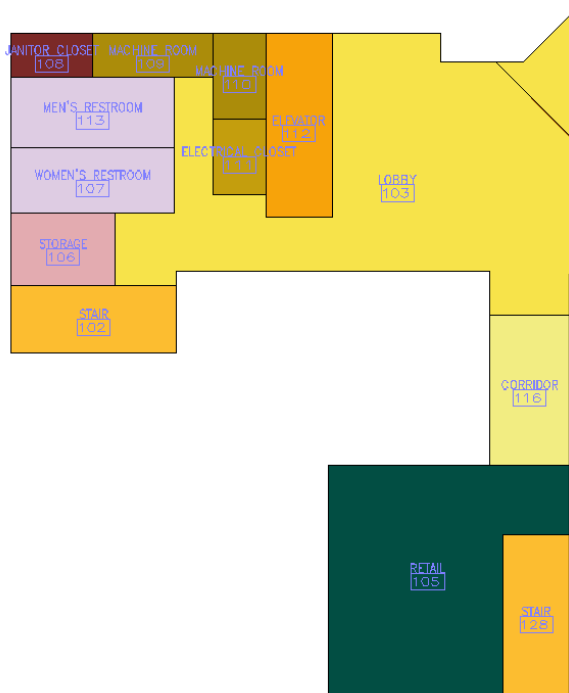 JANITOR CLOSET
108
MACHINE ROOM
109
MACHINE ROOM
110
MEN'S RESTROOM
113
ELEVATOR
112
ELECTRICAL CLOSET
111
WOMEN'S RESTROOM
107
LOBBY
103
STORAGE
106
STAIR
102
CORRIDOR
116
RETAIL
105
STAIR
128